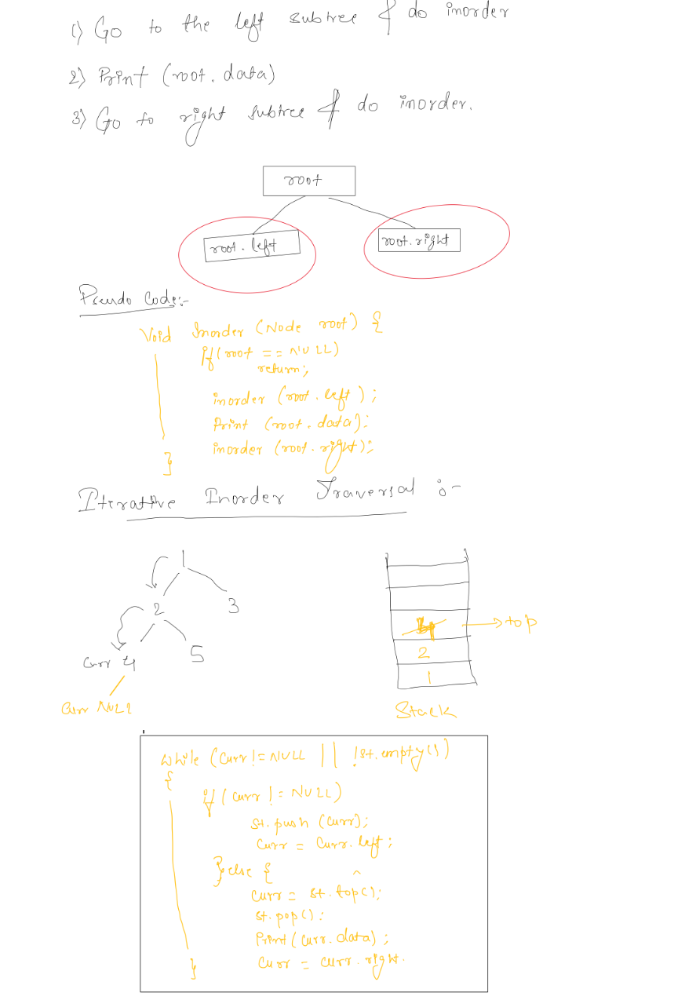 1) Go to the left subtree & do inorder
2) Print (root.data)
3) Go to right subtree & do inorder.
root
root.left
root.right
Pseudo Code:-
Void Inorder (Node root) {
if (root == NULL)
return;
inorder (root.left);
Print (root.data);
inorder (root.right);
}
Iterative Inorder Traversal :-
1
2
3
Curr 4
5
Curr NULL
4 → top
2
1
Stack
while (Curr != NULL || !st.empty())
{
if (curr != NULL)
st.push (Curr);
Curr = Curr.left;
} else {
Curr = st.top();
st.pop();
Print (Curr.data);
Curr = curr.right.
}